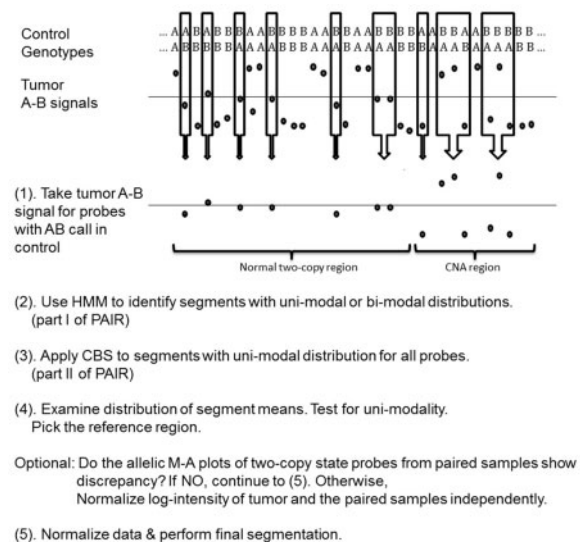 Control
Genotypes
... A A B A B B B A A B B B B A A B B A A B B B B A A B B A A B B B B B ...
... A B B B B B A A A A B B B A A A B A A A A B B B B A A A B A A A A B B ...
Tumor
A-B signals
(1). Take tumor A-B
signal for probes
with AB call in
control
Normal two-copy region
CNA region
(2). Use HMM to identify segments with uni-modal or bi-modal distributions.
(part I of PAIR)
(3). Apply CBS to segments with uni-modal distribution for all probes.
(part II of PAIR)
(4). Examine distribution of segment means. Test for uni-modality.
Pick the reference region.
Optional: Do the allelic M-A plots of two-copy state probes from paired samples show
discrepancy? If NO, continue to (5). Otherwise,
Normalize log-intensity of tumor and the paired samples independently.
(5). Normalize data & perform final segmentation.